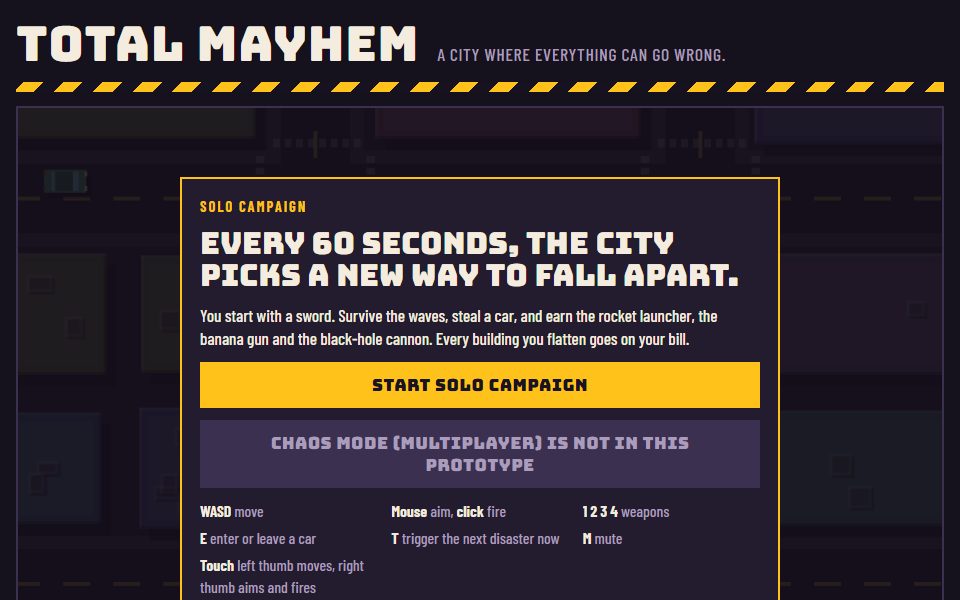 TOTAL MAYHEM A CITY WHERE EVERYTHING CAN GO WRONG.
SOLO CAMPAIGN
EVERY 60 SECONDS, THE CITY
PICKS A NEW WAY TO FALL APART.
You start with a sword. Survive the waves, steal a car, and earn the rocket launcher, the
banana gun and the black-hole cannon. Every building you flatten goes on your bill.
START SOLO CAMPAIGN
CHAOS MODE (MULTIPLAYER) IS NOT IN THIS
PROTOTYPE
WASD move Mouse aim, click fire 1 2 3 4 weapons
E enter or leave a car T trigger the next disaster now M mute
Touch left thumb moves, right
thumb aims and fires